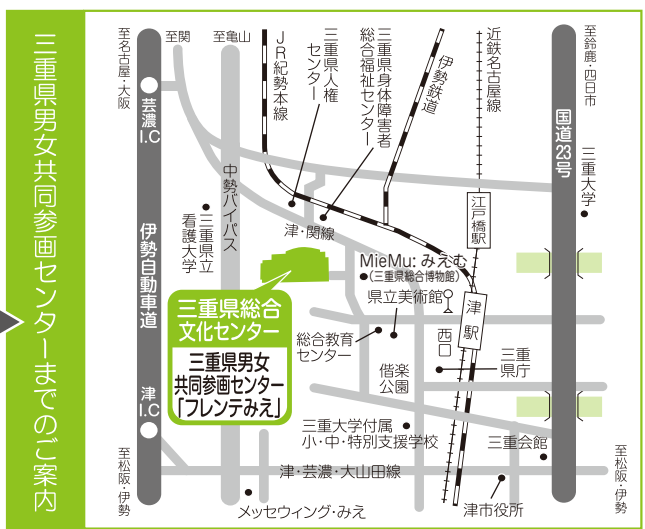 三重県男女共同参画センターまでのご案内
至名古屋・大阪
芸濃
I.C
伊勢自動車道
津
I.C
至松阪・伊勢
至関
至亀山
中勢バイパス
三重県立
看護大学
JR紀勢本線
三重県人権
センター
三重県身体障害者
総合福祉センター
伊勢鉄道
近鉄名古屋線
至鈴鹿・四日市
国道23号
三重大学
江戸橋駅
津・関線
MieMu:みえむ
(三重県総合博物館)
県立美術館
津駅
西口
三重県総合
文化センター
三重県男女
共同参画センター
「フレンテみえ」
総合教育
センター
偕楽
公園
三重
県庁
三重大学付属
小・中・特別支援学校
三重会館
津・芸濃・大山田線
メッセウィング・みえ
津市役所
至松阪・伊勢